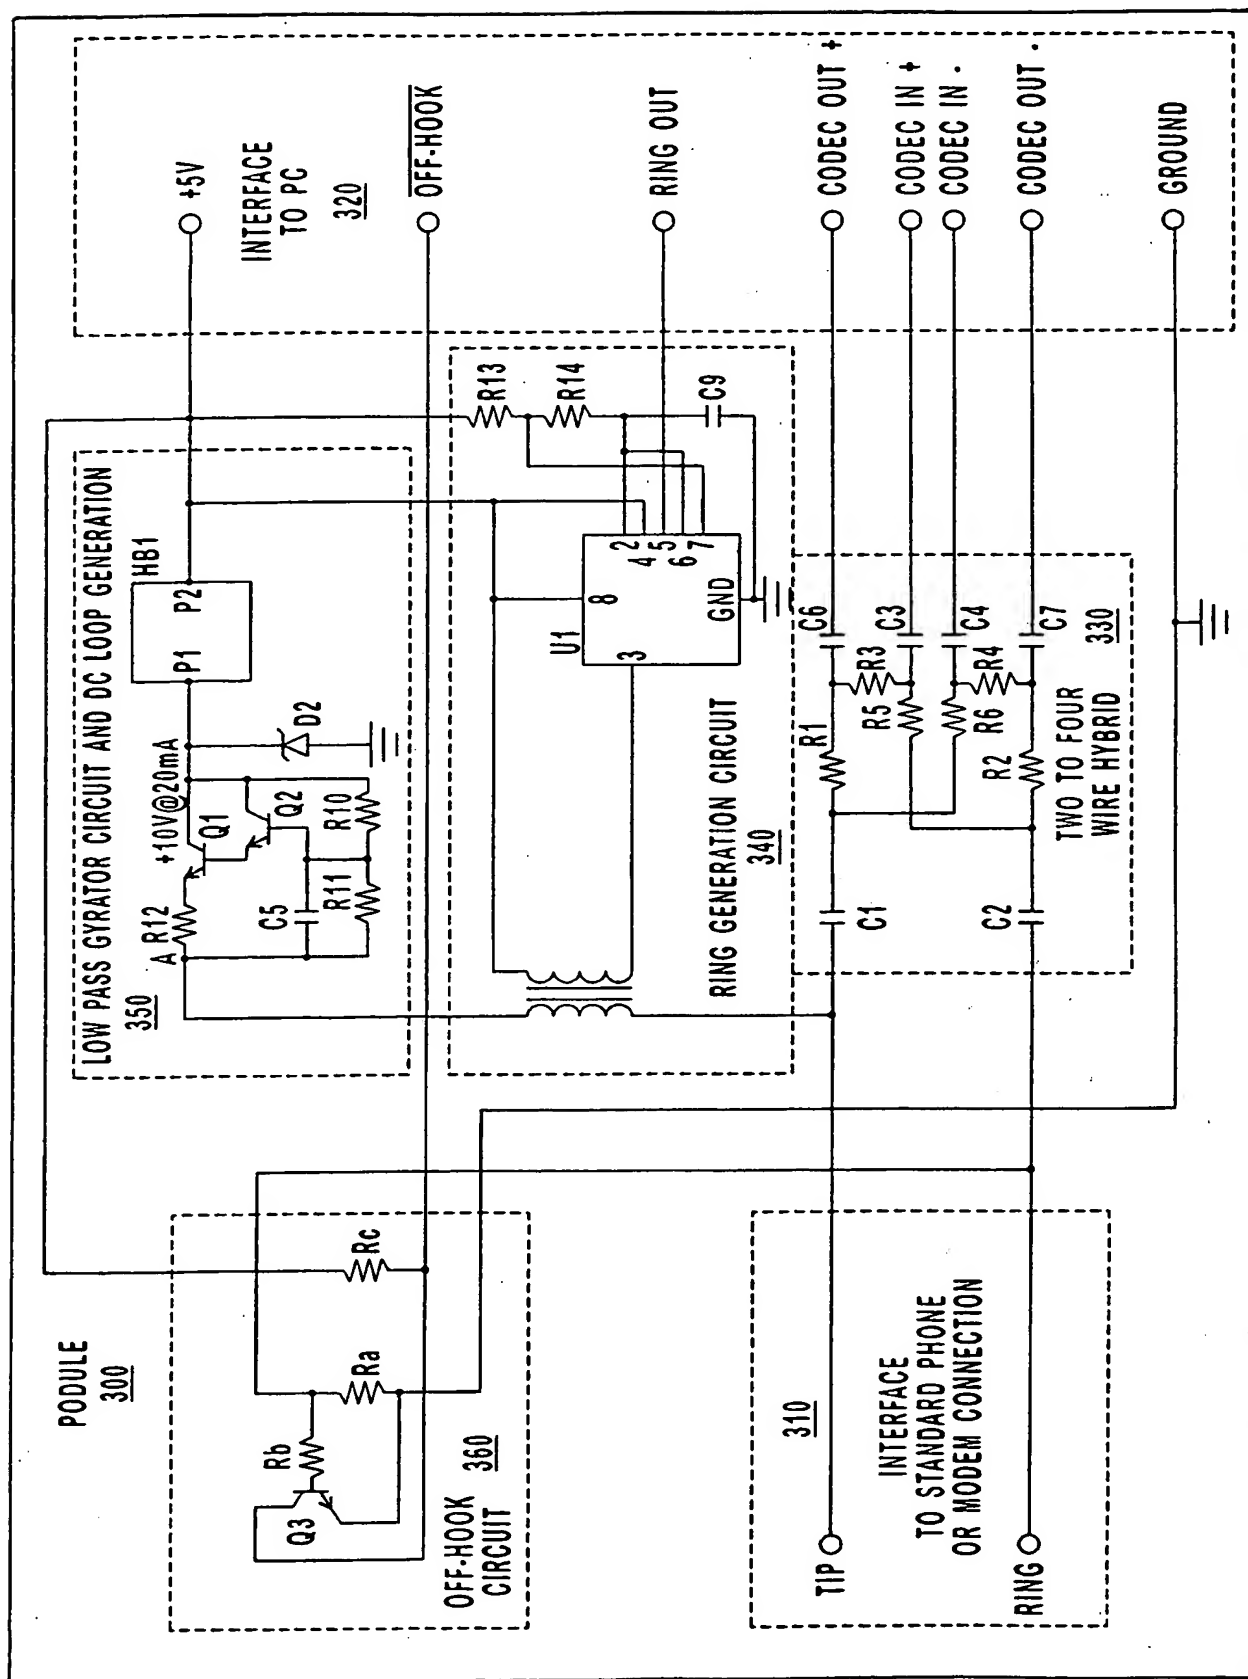 PODULE
300
LOW PASS GYRATOR CIRCUIT AND DC LOOP GENERATION
350
A
R12
+10V@20mA
Q1
Q2
C5
R11
R10
D2
HB1
P1
P2
+5V
INTERFACE
TO PC
320
OFF-HOOK
RING OUT
CODEC OUT +
CODEC IN +
CODEC IN -
CODEC OUT -
GROUND
R13
R14
C9
U1
8
3
2
4
5
6
7
GND
RING GENERATION CIRCUIT
340
Rc
Ra
Rb
Q3
OFF-HOOK
CIRCUIT
360
C1
C2
R1
R2
R3
R4
R5
R6
C6
C3
C4
C7
330
TWO TO FOUR
WIRE HYBRID
310
INTERFACE
TO STANDARD PHONE
OR MODEM CONNECTION
TIP
RING